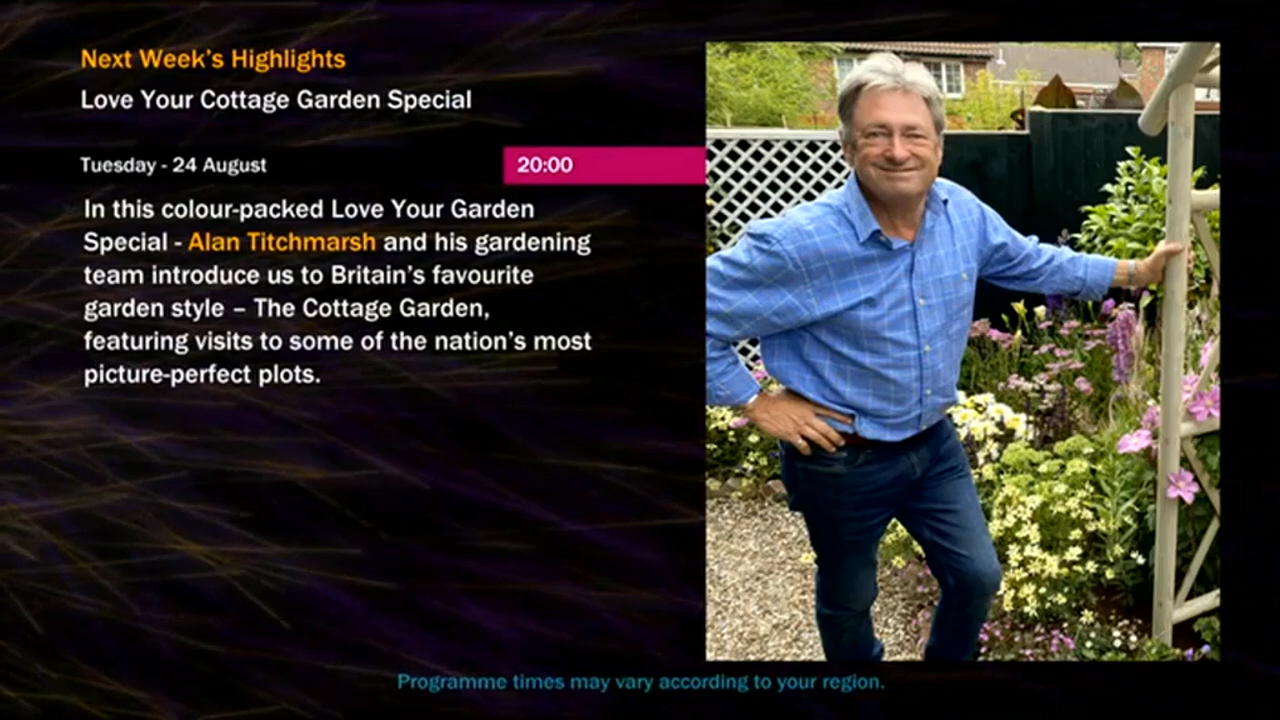 Next Week's Highlights
Love Your Cottage Garden Special
Tuesday - 24 August
20:00
In this colour-packed Love Your Garden
Special - Alan Titchmarsh and his gardening
team introduce us to Britain's favourite
garden style – The Cottage Garden,
featuring visits to some of the nation's most
picture-perfect plots.
Programme times may vary according to your region.